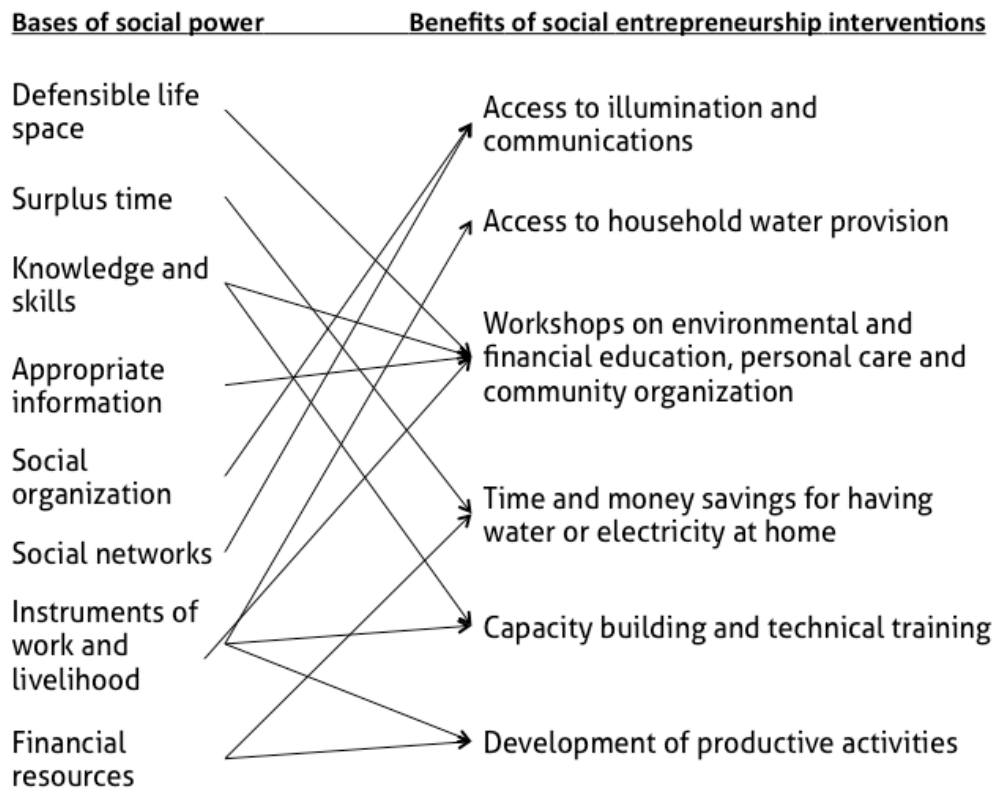 Bases of social power
Benefits of social entrepreneurship interventions
Defensible life
space
Surplus time
Knowledge and
skills
Appropriate
information
Social
organization
Social networks
Instruments of
work and
livelihood
Financial
resources
Access to illumination and
communications
Access to household water provision
Workshops on environmental and
financial education, personal care and
community organization
Time and money savings for having
water or electricity at home
Capacity building and technical training
Development of productive activities